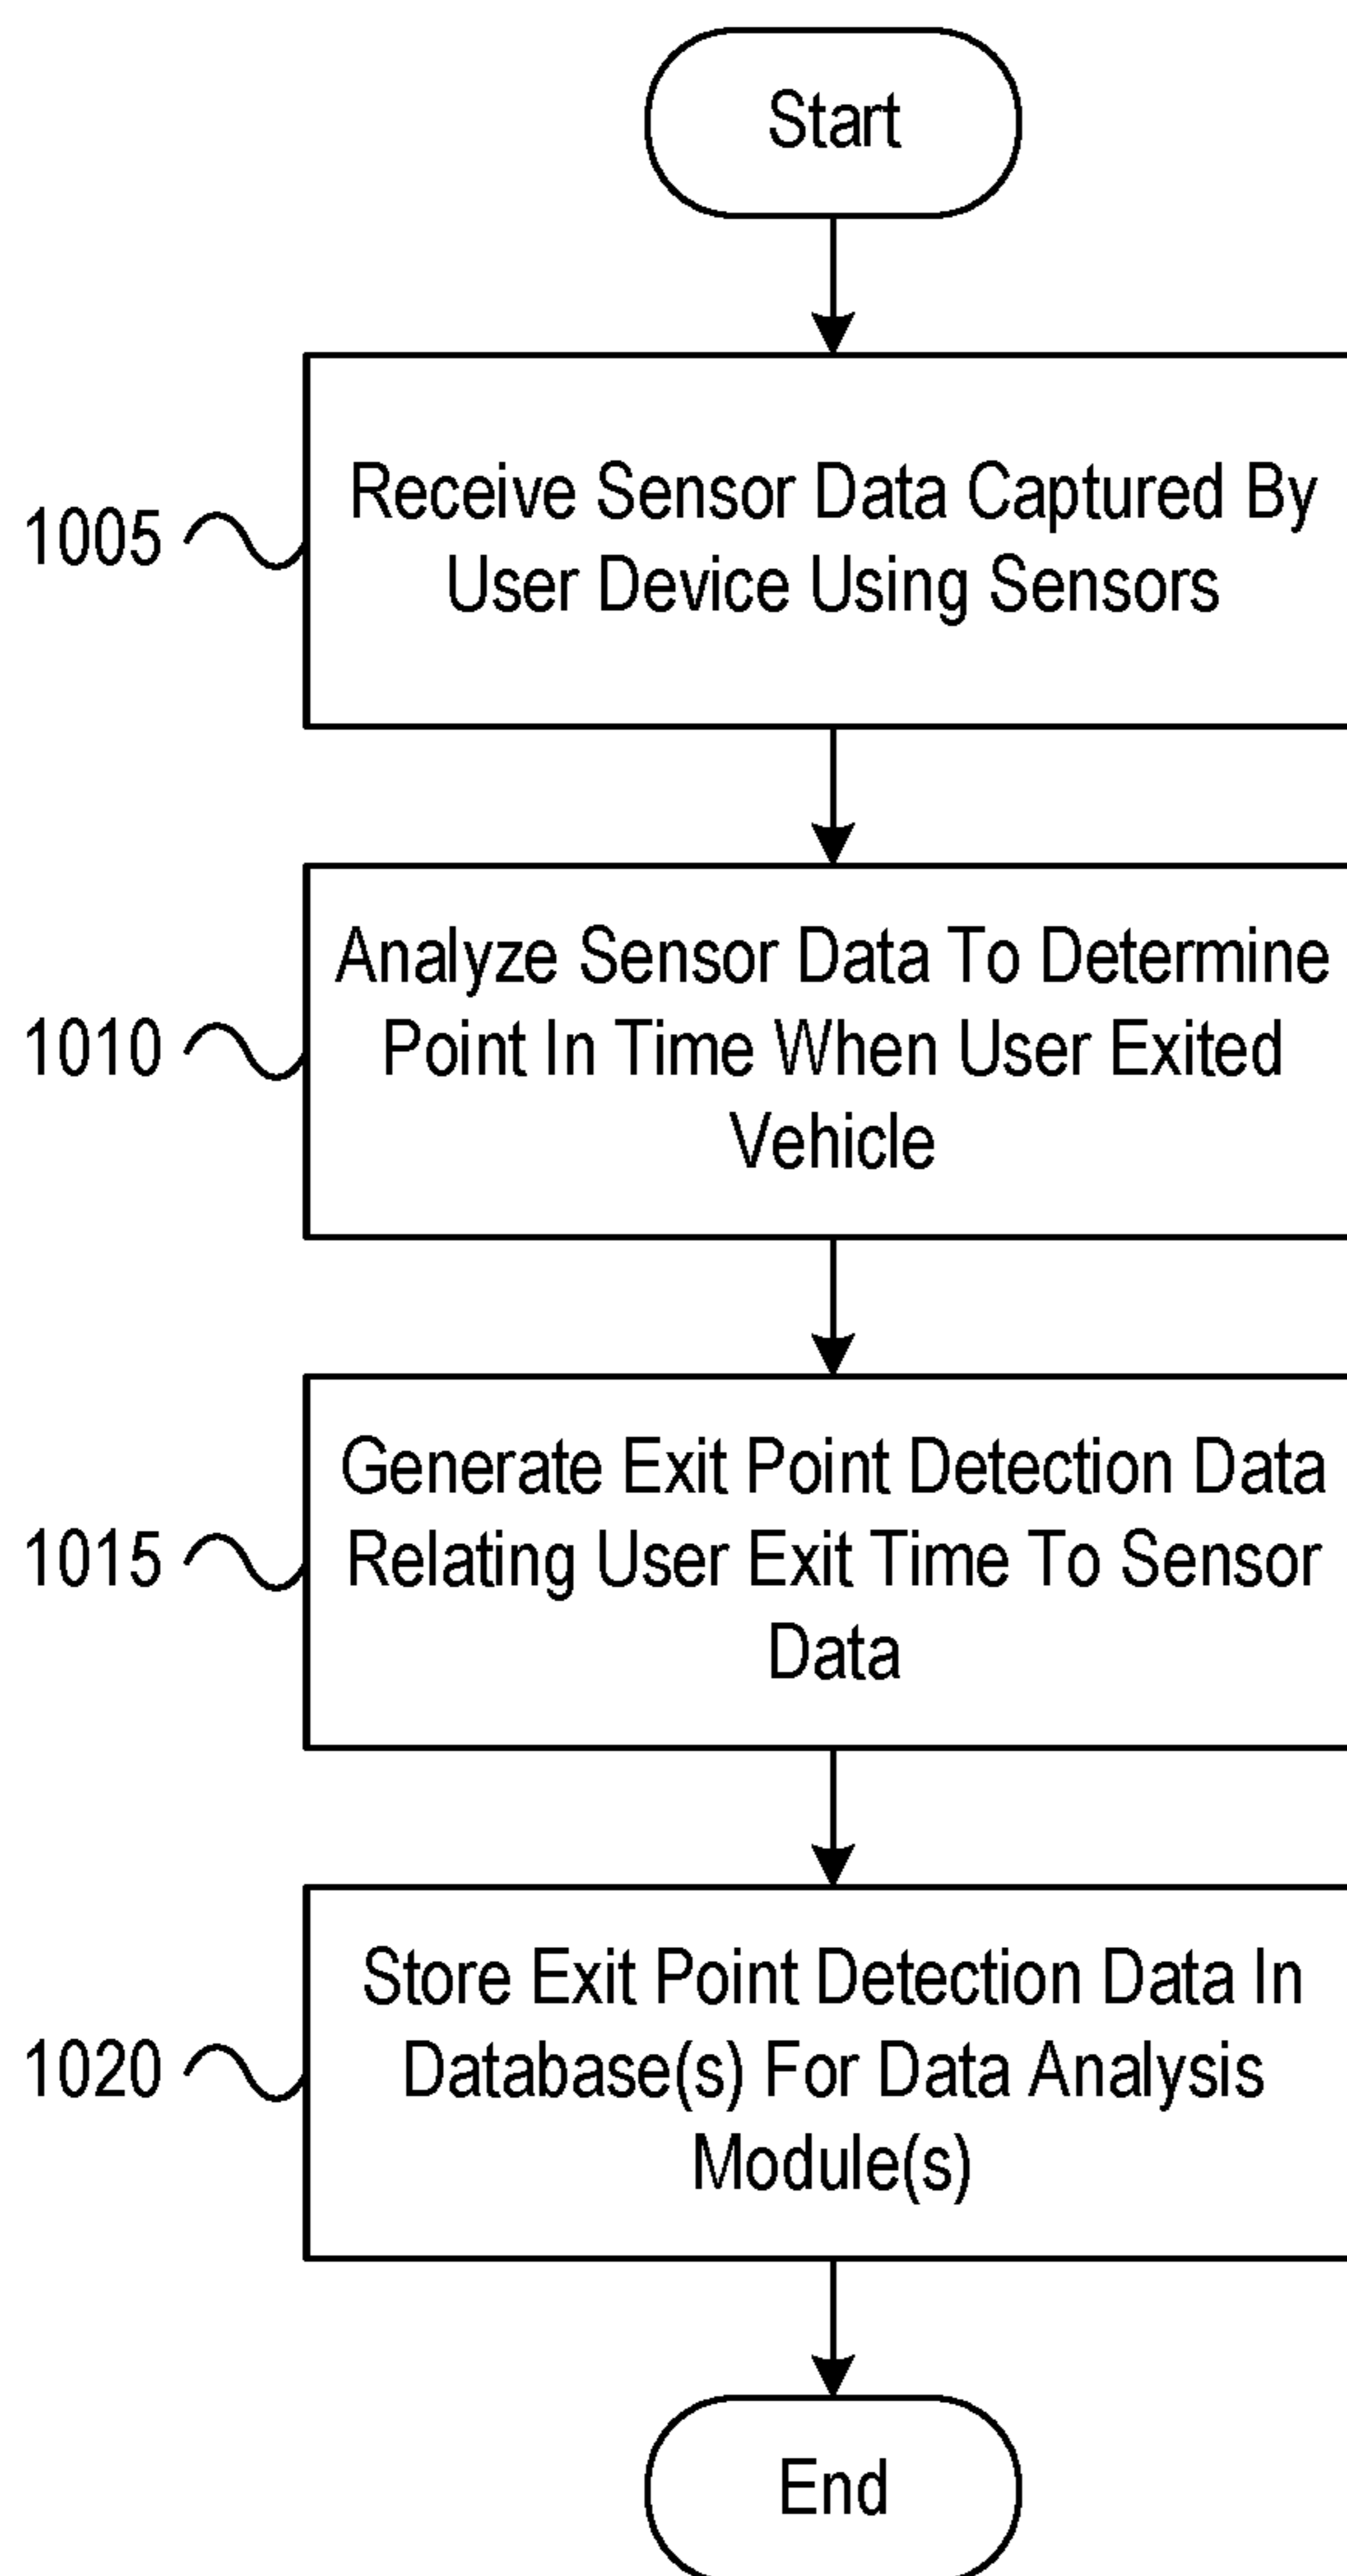 Start
1005
Receive Sensor Data Captured By
User Device Using Sensors
1010
Analyze Sensor Data To Determine
Point In Time When User Exited
Vehicle
1015
Generate Exit Point Detection Data
Relating User Exit Time To Sensor
Data
1020
Store Exit Point Detection Data In
Database(s) For Data Analysis
Module(s)
End